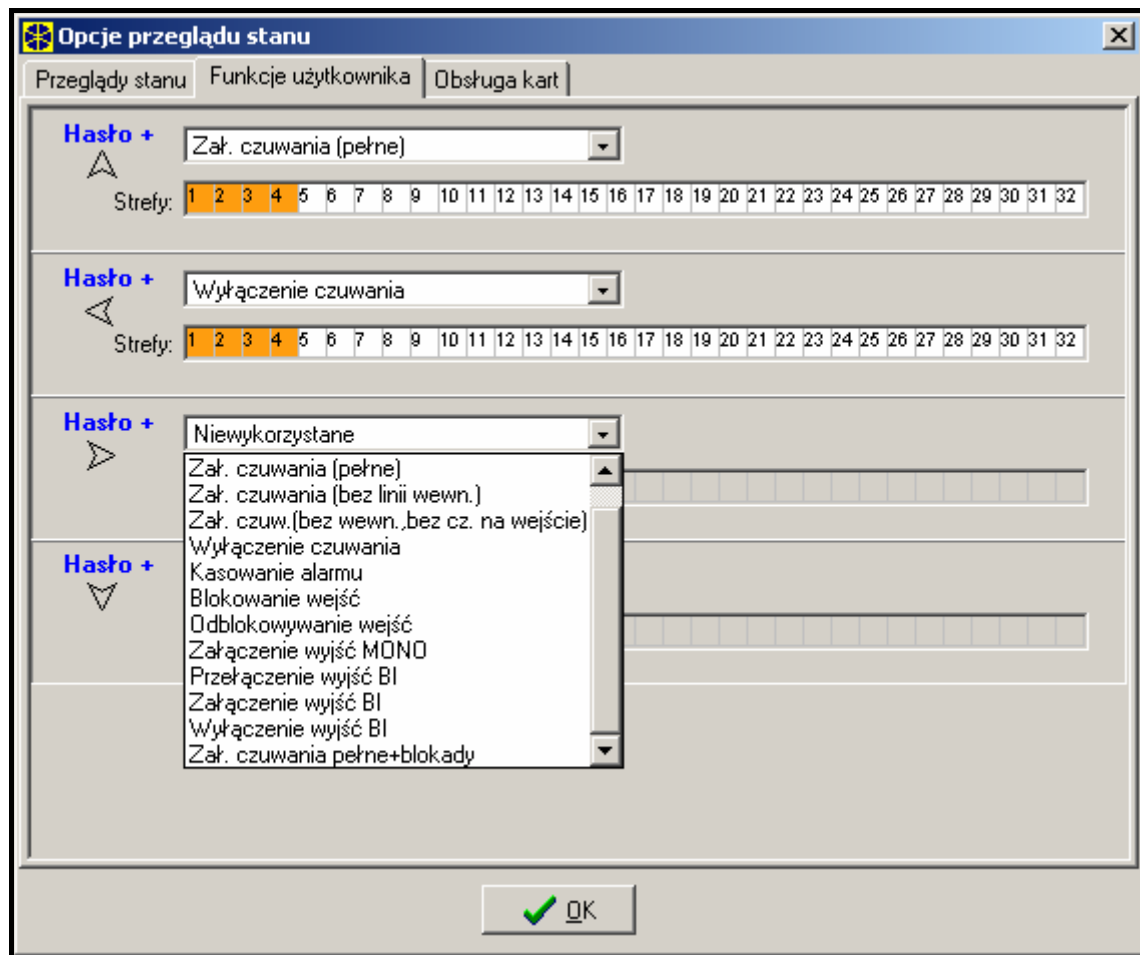 Opcje przeglądu stanu
Przeglądy stanu Funkcje użytkownika Obsługa kart
Hasło + Zał. czuwania (pełne)
Strefy: 1 2 3 4 5 6 7 8 9 10 11 12 13 14 15 16 17 18 19 20 21 22 23 24 25 26 27 28 29 30 31 32
Hasło + Wyłączenie czuwania
Strefy: 1 2 3 4 5 6 7 8 9 10 11 12 13 14 15 16 17 18 19 20 21 22 23 24 25 26 27 28 29 30 31 32
Hasło + Niewykorzystane
Zał. czuwania (pełne)
Zał. czuwania (bez linii wewn.)
Zał. czuw.(bez wewn.,bez cz. na wejście)
Wyłączenie czuwania
Kasowanie alarmu
Hasło +
Blokowanie wejść
Odblokowywanie wejść
Załączenie wyjść MONO
Przełączenie wyjść BI
Załączenie wyjść BI
Wyłączenie wyjść BI
Zał. czuwania pełne+blokady
OK